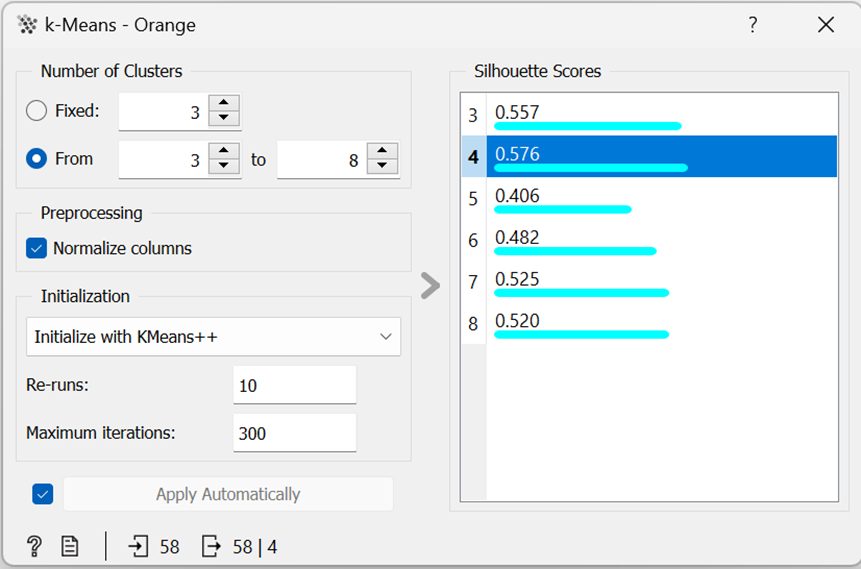 k-Means - Orange
?
Number of Clusters
Fixed: 3
From 3 to 8
Preprocessing
Normalize columns
Initialization
Initialize with KMeans++
Re-runs: 10
Maximum iterations: 300
Apply Automatically
? 58 58 | 4
Silhouette Scores
3 0.557
4 0.576
5 0.406
6 0.482
7 0.525
8 0.520